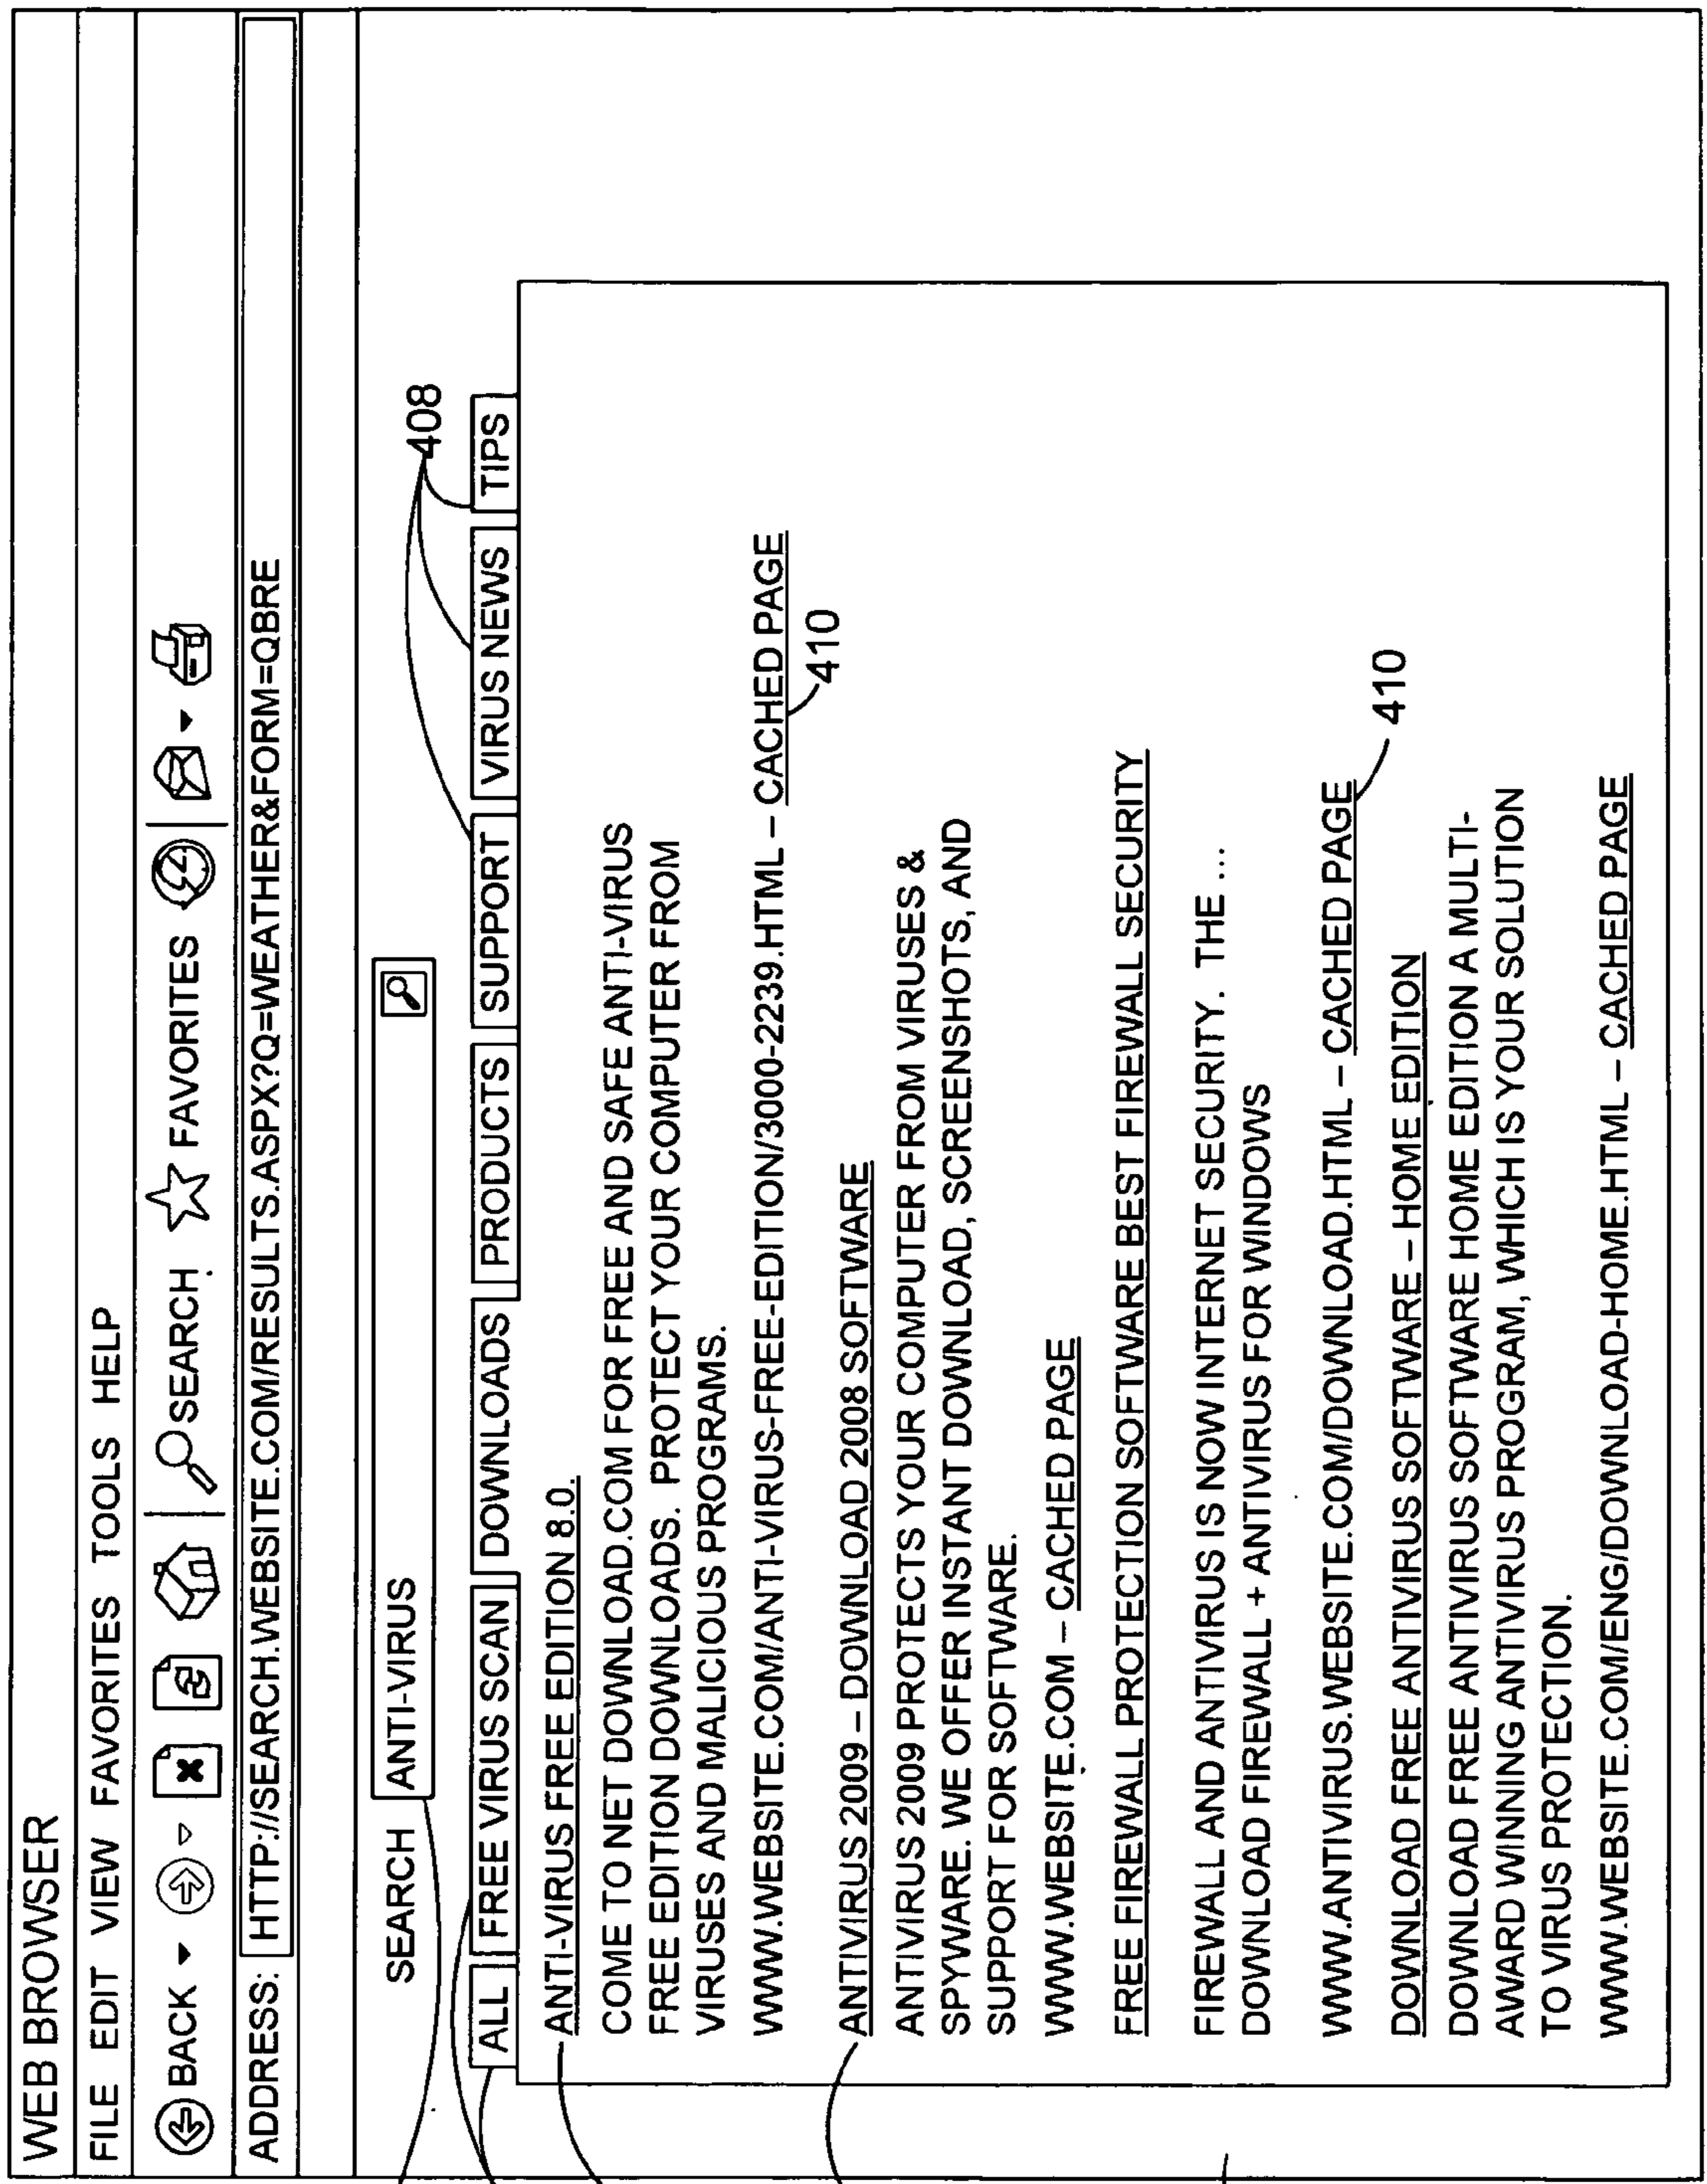 WEB BROWSER
FILE EDIT VIEW FAVORITES TOOLS HELP
BACK SEARCH FAVORITES
ADDRESS: HTTP://SEARCH.WEBSITE.COM/RESULTS.ASPX?Q=WEATHER&FORM=QBRE
SEARCH ANTI-VIRUS
408
ALL FREE VIRUS SCAN DOWNLOADS PRODUCTS SUPPORT VIRUS NEWS TIPS
ANTI-VIRUS FREE EDITION 8.0.
COME TO NET DOWNLOAD.COM FOR FREE AND SAFE ANTI-VIRUS
FREE EDITION DOWNLOADS. PROTECT YOUR COMPUTER FROM
VIRUSES AND MALICIOUS PROGRAMS.
WWW.WEBSITE.COM/ANTI-VIRUS-FREE-EDITION/3000-2239.HTML – CACHED PAGE
410
ANTIVIRUS 2009 – DOWNLOAD 2008 SOFTWARE
ANTIVIRUS 2009 PROTECTS YOUR COMPUTER FROM VIRUSES &
SPYWARE. WE OFFER INSTANT DOWNLOAD, SCREENSHOTS, AND
SUPPORT FOR SOFTWARE.
WWW.WEBSITE.COM – CACHED PAGE
FREE FIREWALL PROTECTION SOFTWARE BEST FIREWALL SECURITY
FIREWALL AND ANTIVIRUS IS NOW INTERNET SECURITY. THE ...
DOWNLOAD FIREWALL + ANTIVIRUS FOR WINDOWS
WWW.ANTIVIRUS.WEBSITE.COM/DOWNLOAD.HTML – CACHED PAGE
410
DOWNLOAD FREE ANTIVIRUS SOFTWARE – HOME EDITION
DOWNLOAD FREE ANTIVIRUS SOFTWARE HOME EDITION A MULTI-
AWARD WINNING ANTIVIRUS PROGRAM, WHICH IS YOUR SOLUTION
TO VIRUS PROTECTION.
WWW.WEBSITE.COM/ENG/DOWNLOAD-HOME.HTML – CACHED PAGE